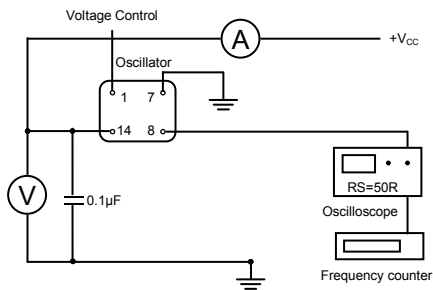 Voltage Control
A
+VCC
Oscillator
1 7
14 8
V
0.1µF
RS=50R
Oscilloscope
Frequency counter